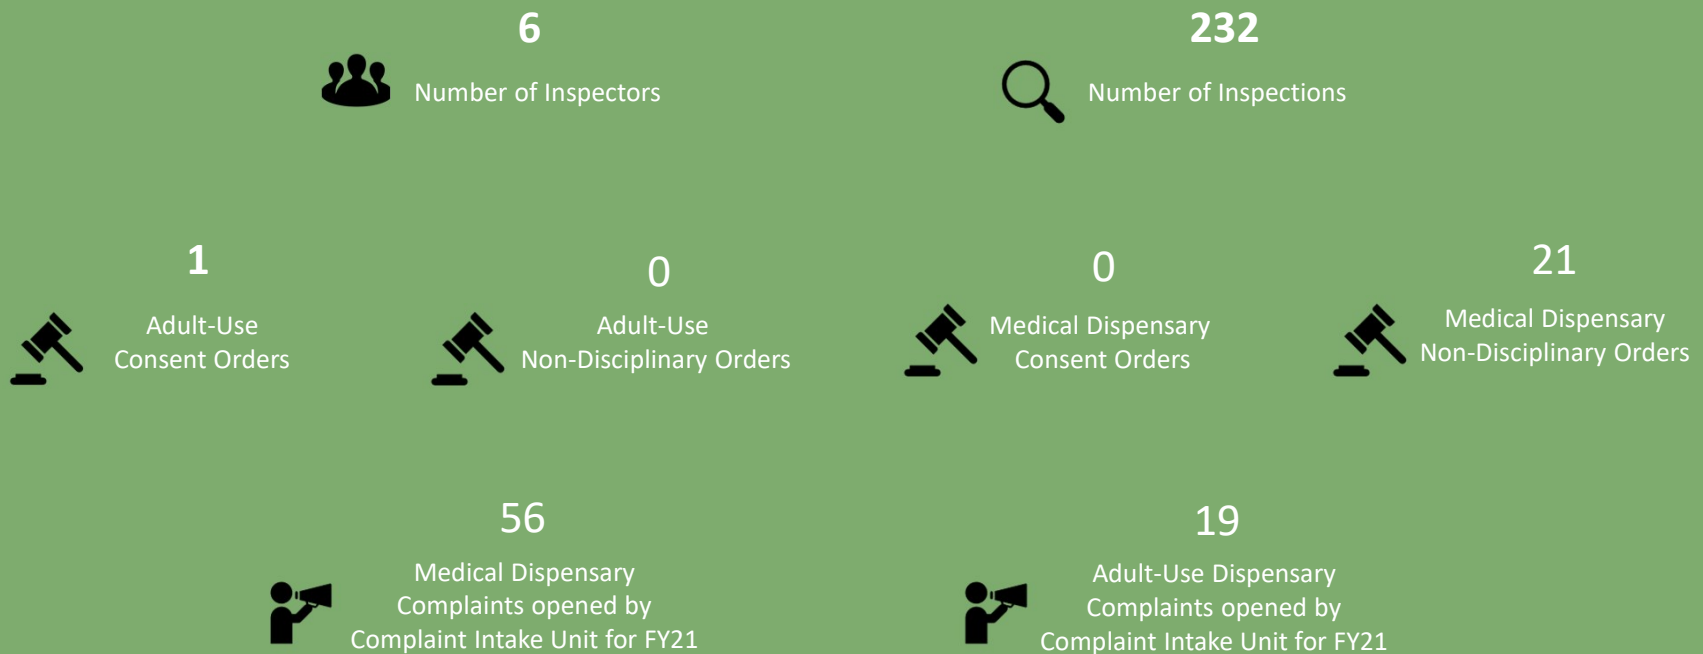 6
Number of Inspectors
232
Number of Inspections
1
Adult-Use
Consent Orders
0
Adult-Use
Non-Disciplinary Orders
0
Medical Dispensary
Consent Orders
21
Medical Dispensary
Non-Disciplinary Orders
56
Medical Dispensary
Complaints opened by
Complaint Intake Unit for FY21
19
Adult-Use Dispensary
Complaints opened by
Complaint Intake Unit for FY21